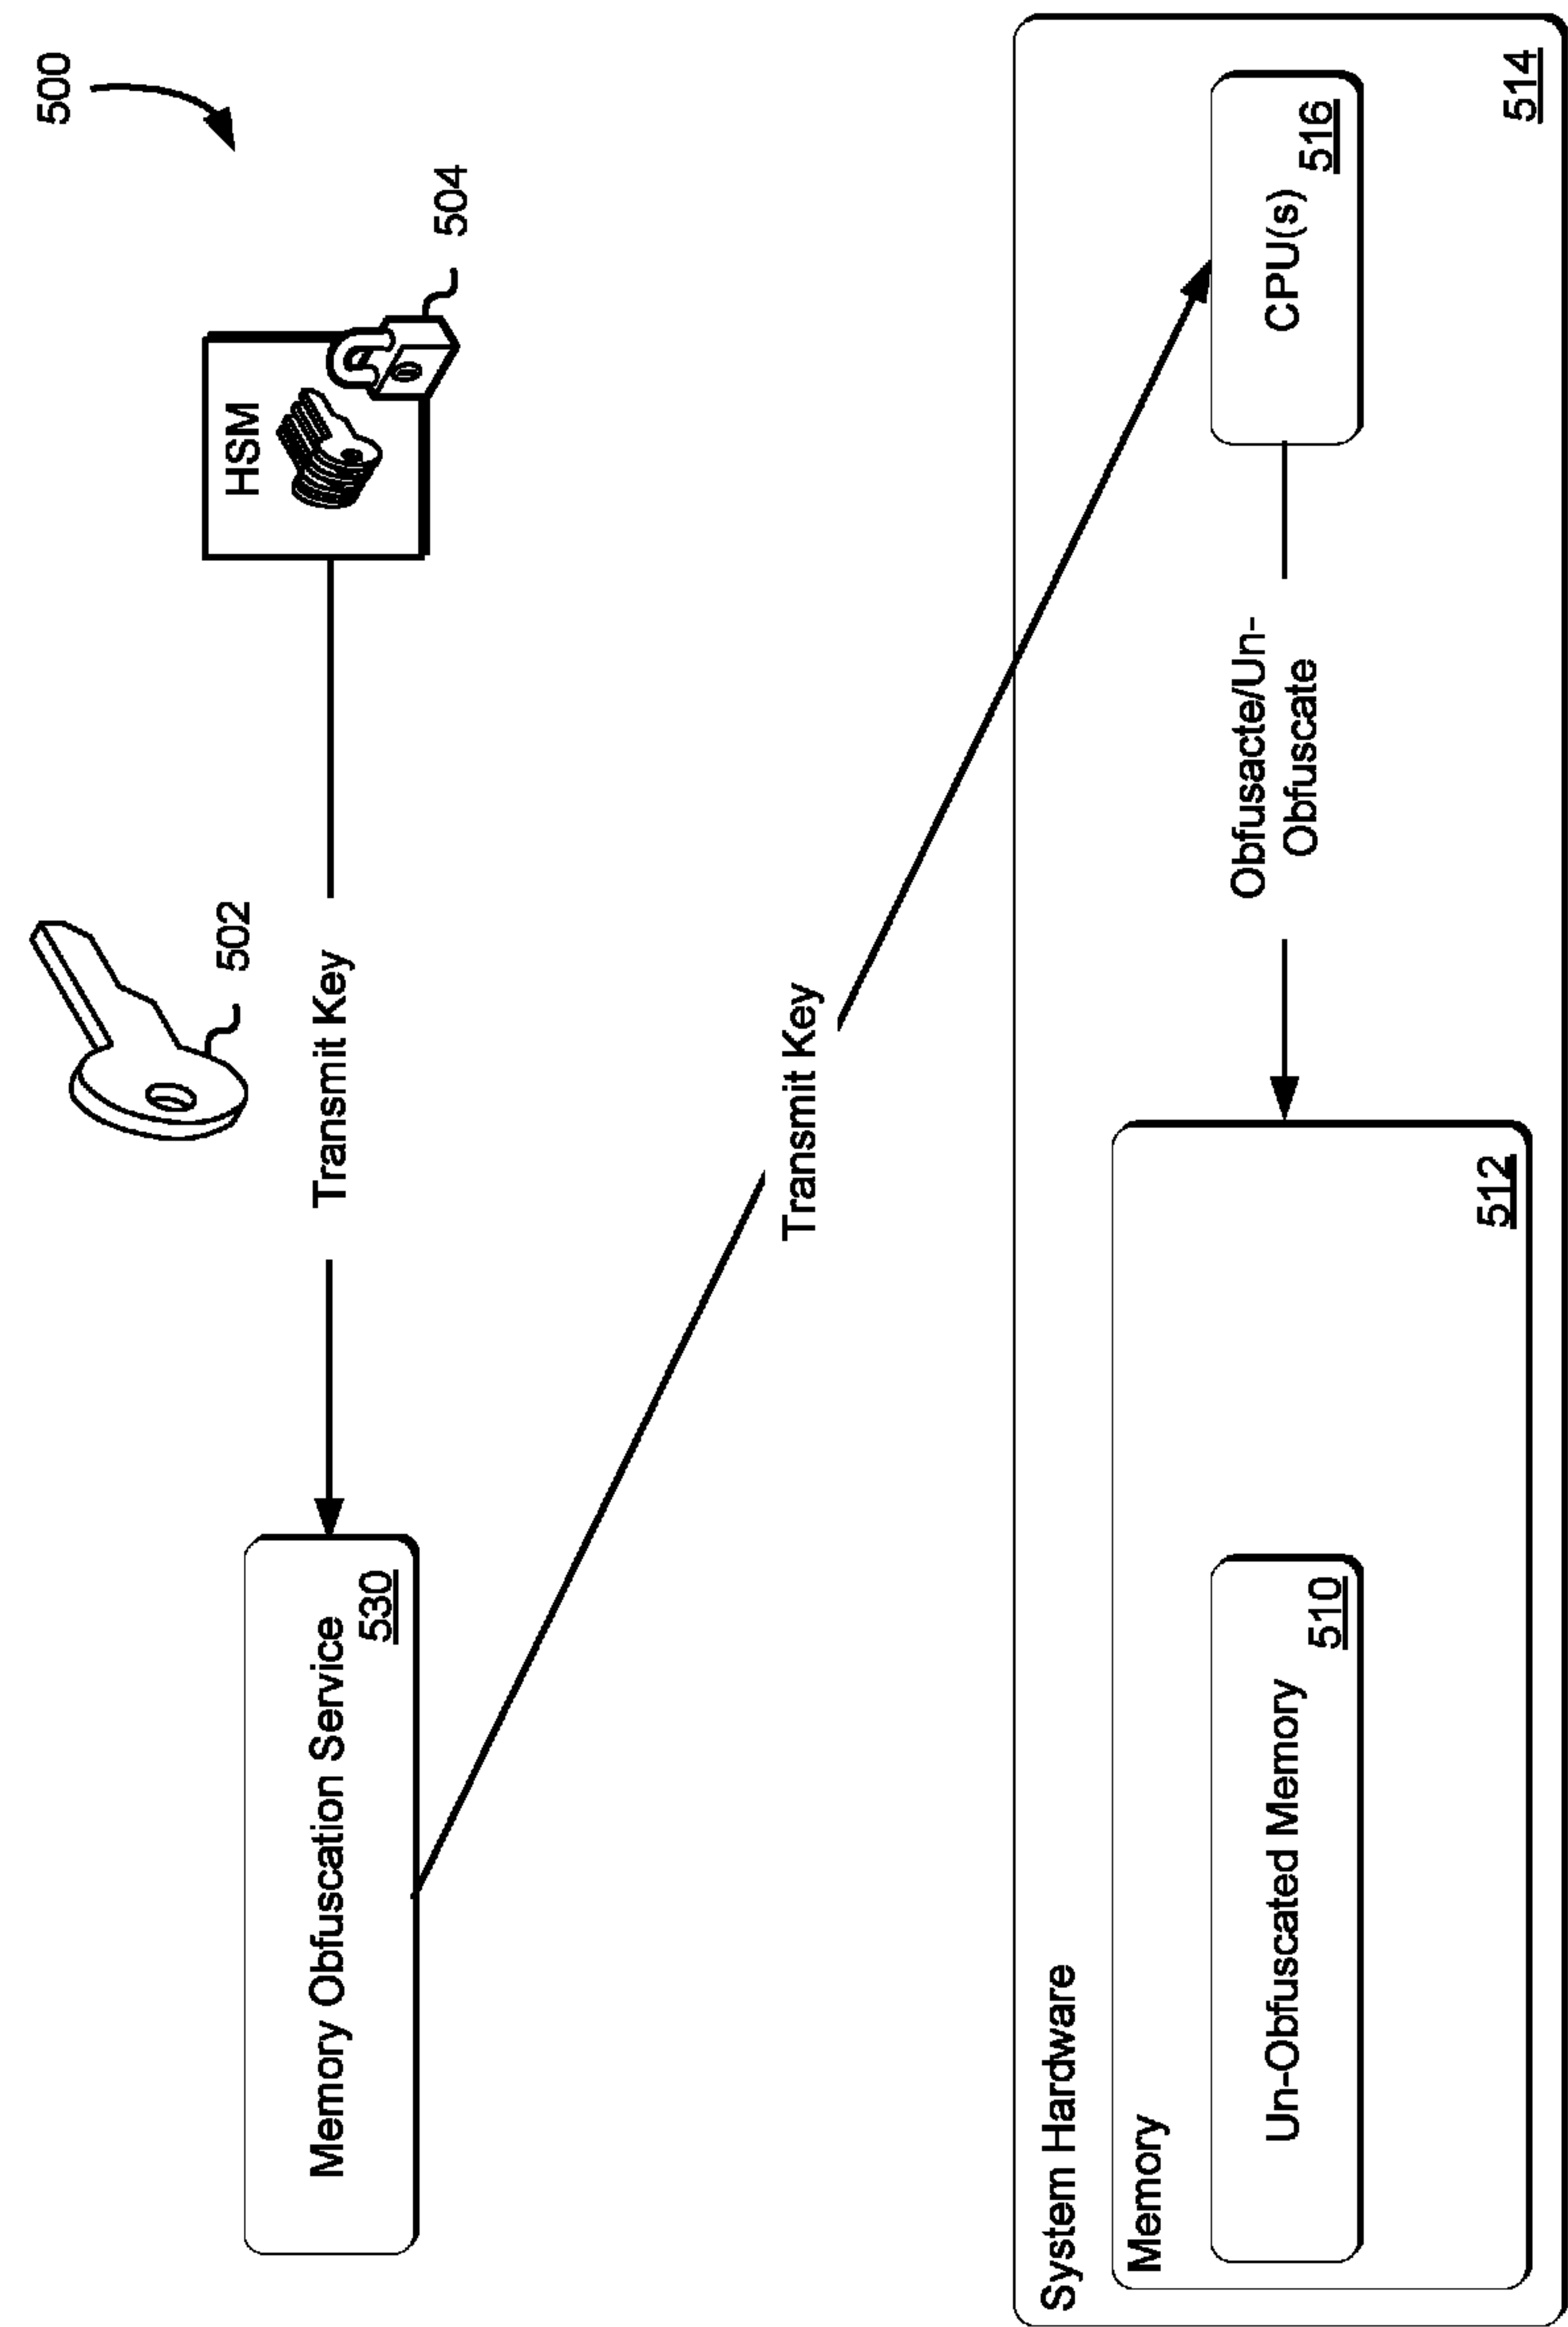 500
HSM
504
502
Transmit Key
Memory Obfuscation Service
530
Transmit Key
System Hardware
Memory
Un-Obfuscated Memory
510
512
Obfusacte/Un-
Obfuscate
CPU(s)
516
514